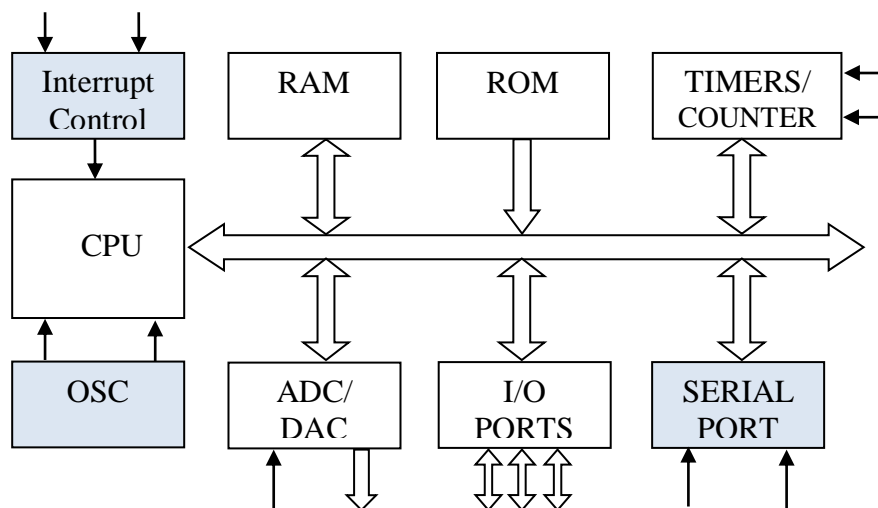 Interrupt
Control
RAM
ROM
TIMERS/
COUNTER
CPU
OSC
ADC/
DAC
I/O
PORTS
SERIAL
PORT